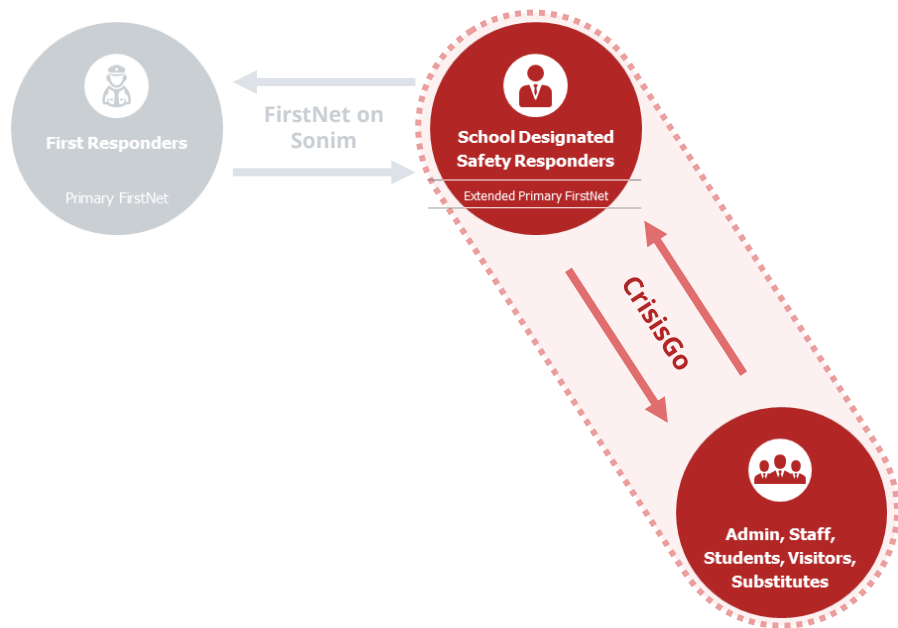 First Responders
Primary FirstNet
FirstNet on
Sonim
School Designated
Safety Responders
Extended Primary FirstNet
CrisisGo
Admin, Staff,
Students, Visitors,
Substitutes